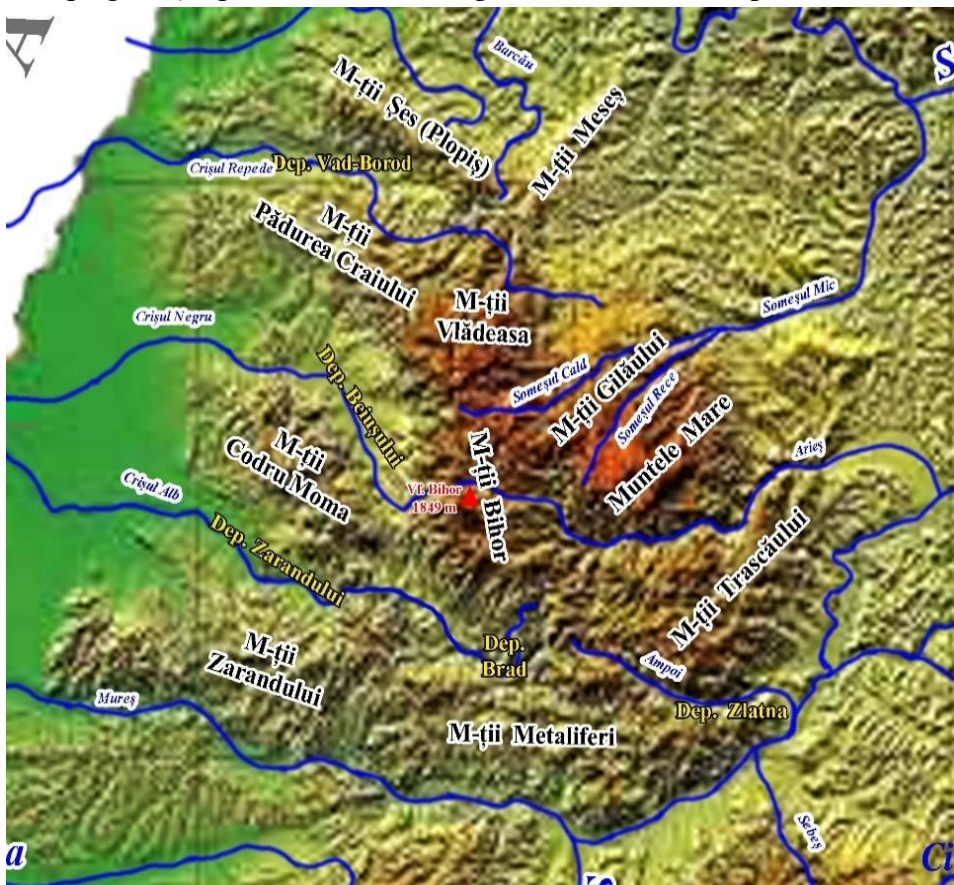 A
S
Barcău
M-ții Șes (Plopiș)
M-ții Meseș
Crișul Repede
Dep. Vad-Borod
M-ții
Pădurea Craiului
M-ții
Vlădeasa
Someșul Mic
Crișul Negru
Someșul Cald
M-ții Gilăului
Someșul Rece
Dep. Beiușului
Muntele Mare
M-ții
Codru Moma
Arieș
Crișul Alb
Vf. Bihor
1849 m
M-ții Bihor
Dep. Zarandului
M-ții Trascăului
M-ții
Zarandului
Dep.
Brad
Ampoi
Mureș
Dep. Zlatna
M-ții Metaliferi
Sebeș
a
Ci